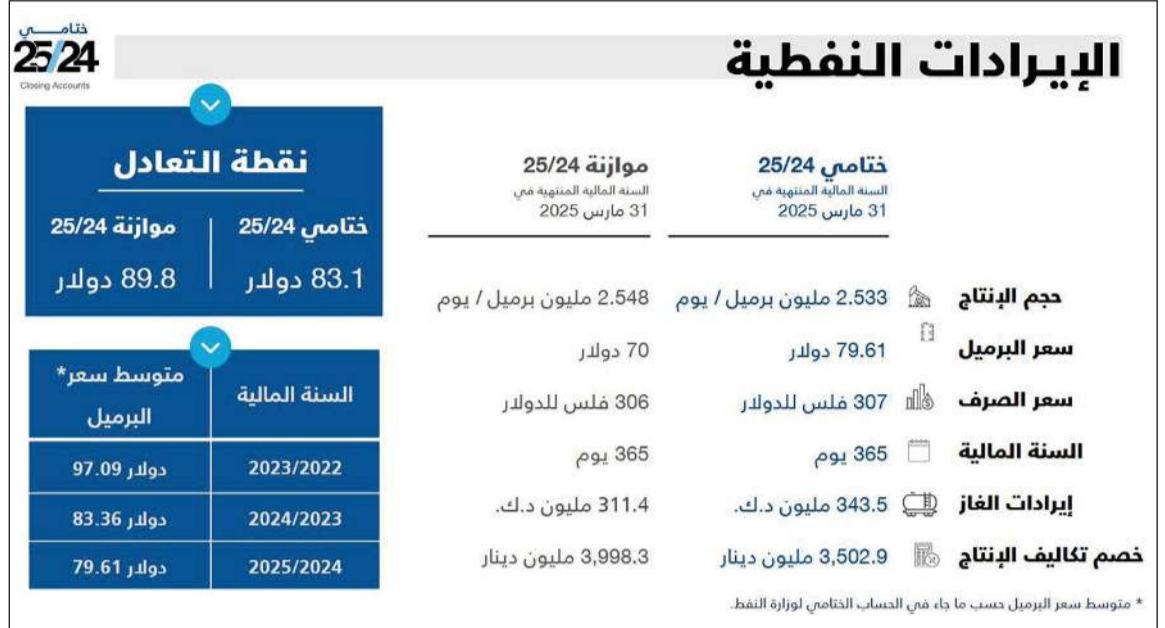 ختامي
25/24
Closing Accounts
الإيرادات النفطية
ختامي 25/24
السنة المالية المنتهية في
31 مارس 2025
موازنة 25/24
السنة المالية المنتهية في
31 مارس 2025
حجم الإنتاج 2.533 مليون برميل / يوم 2.548 مليون برميل / يوم
سعر البرميل 79.61 دولار 70 دولار
سعر الصرف 307 فلس للدولار 306 فلس للدولار
السنة المالية 365 يوم 365 يوم
إيرادات الغاز 343.5 مليون د.ك. 311.4 مليون د.ك.
خصم تكاليف الإنتاج 3,502.9 مليون دينار 3,998.3 مليون دينار
نقطة التعادل
ختامي 25/24 موازنة 25/24
83.1 دولار 89.8 دولار
السنة المالية متوسط سعر*
البرميل
2023/2022 97.09 دولار
2024/2023 83.36 دولار
2025/2024 79.61 دولار
* متوسط سعر البرميل حسب ما جاء في الحساب الختامي لوزارة النفط.